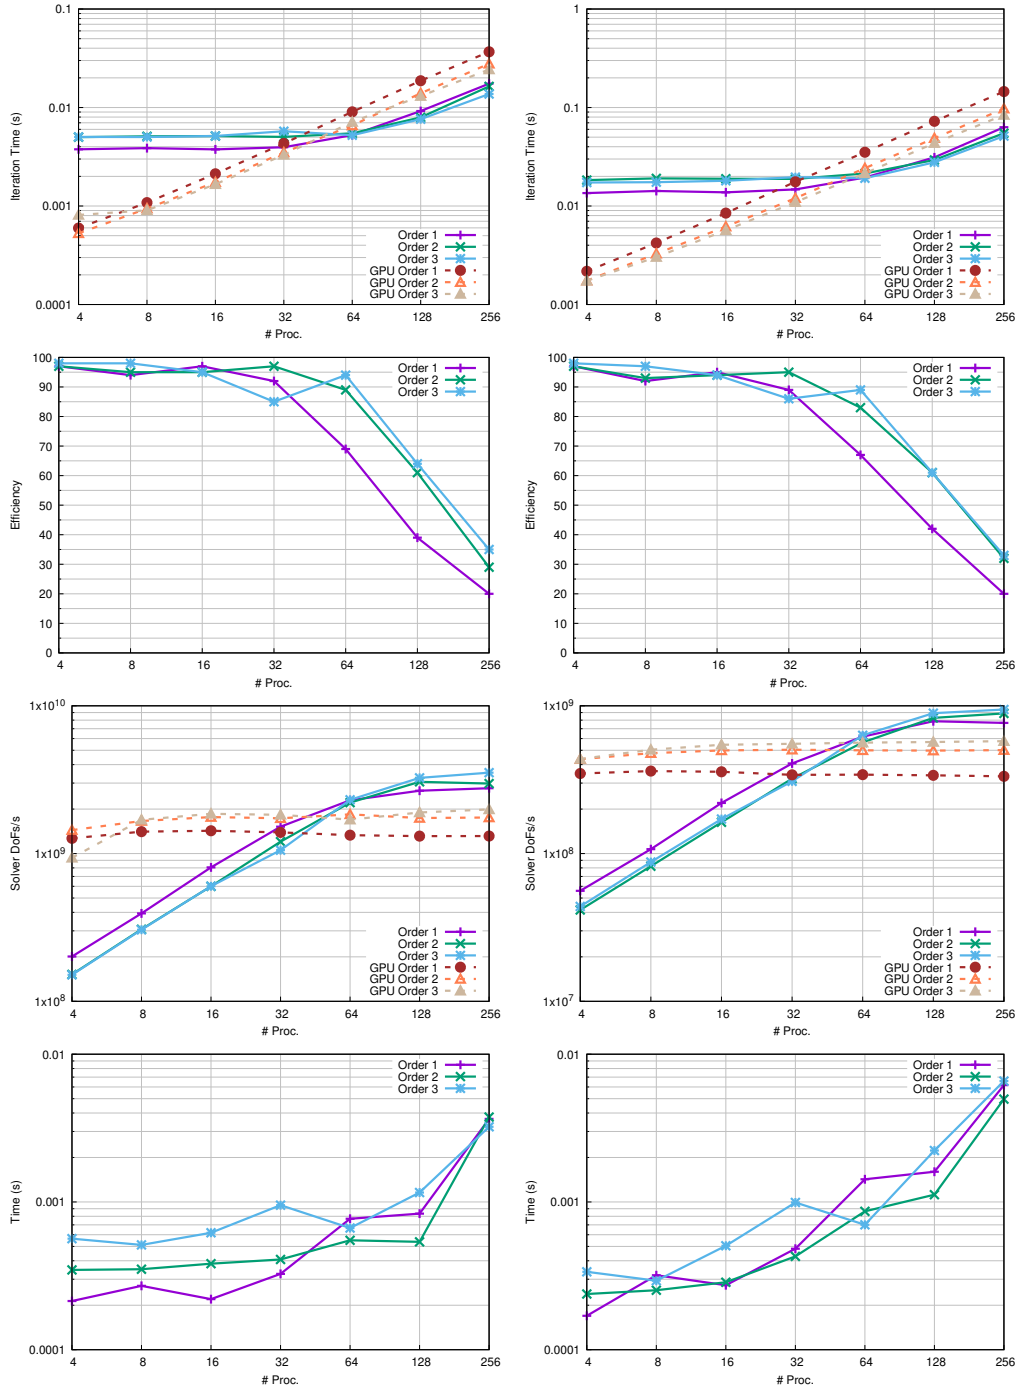 Iteration Time (s)
0.1
0.01
0.001
0.0001
Order 1
Order 2
Order 3
GPU Order 1
GPU Order 2
GPU Order 3
4 8 16 32 64 128 256
# Proc.
Iteration Time (s)
1
0.1
0.01
0.001
Order 1
Order 2
Order 3
GPU Order 1
GPU Order 2
GPU Order 3
4 8 16 32 64 128 256
# Proc.
Efficiency
100
90
80
70
60
50
40
30
20
10
0
Order 1
Order 2
Order 3
4 8 16 32 64 128 256
# Proc.
Efficiency
100
90
80
70
60
50
40
30
20
10
0
Order 1
Order 2
Order 3
4 8 16 32 64 128 256
# Proc.
Solver DoFs/s
1x10^10
1x10^9
1x10^8
Order 1
Order 2
Order 3
GPU Order 1
GPU Order 2
GPU Order 3
4 8 16 32 64 128 256
# Proc.
Solver DoFs/s
1x10^9
1x10^8
1x10^7
Order 1
Order 2
Order 3
GPU Order 1
GPU Order 2
GPU Order 3
4 8 16 32 64 128 256
# Proc.
Time (s)
0.01
0.001
0.0001
Order 1
Order 2
Order 3
4 8 16 32 64 128 256
# Proc.
Time (s)
0.01
0.001
0.0001
Order 1
Order 2
Order 3
4 8 16 32 64 128 256
# Proc.